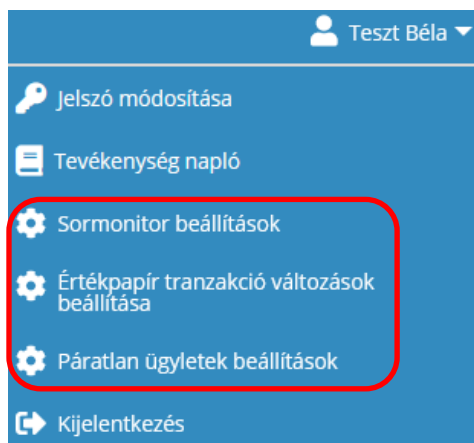 Teszt Béla
Jelszó módosítása
Tevékenység napló
Sormonitor beállítások
Értékpapír tranzakció változások
beállítása
Páratlan ügyletek beállítások
Kijelentkezés